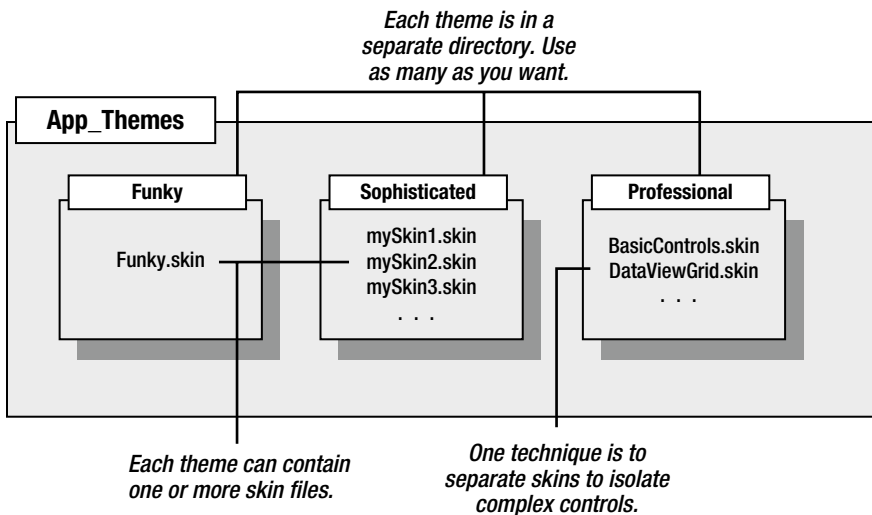 Each theme is in a
separate directory. Use
as many as you want.
App_Themes
Funky
Funky.skin
Sophisticated
mySkin1.skin
mySkin2.skin
mySkin3.skin
. . .
Professional
BasicControls.skin
DataViewGrid.skin
. . .
Each theme can contain
one or more skin files.
One technique is to
separate skins to isolate
complex controls.